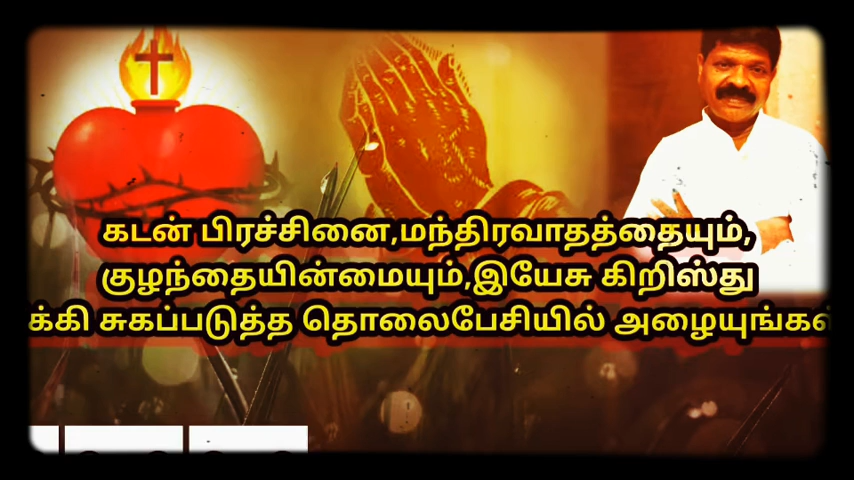 கடன் பிரச்சினை,மந்திரவாதத்தையும்,
குழந்தையின்மையும்,இயேசு கிறிஸ்து
சுகப்படுத்த தொலைபேசியில் அழையுங்கள்